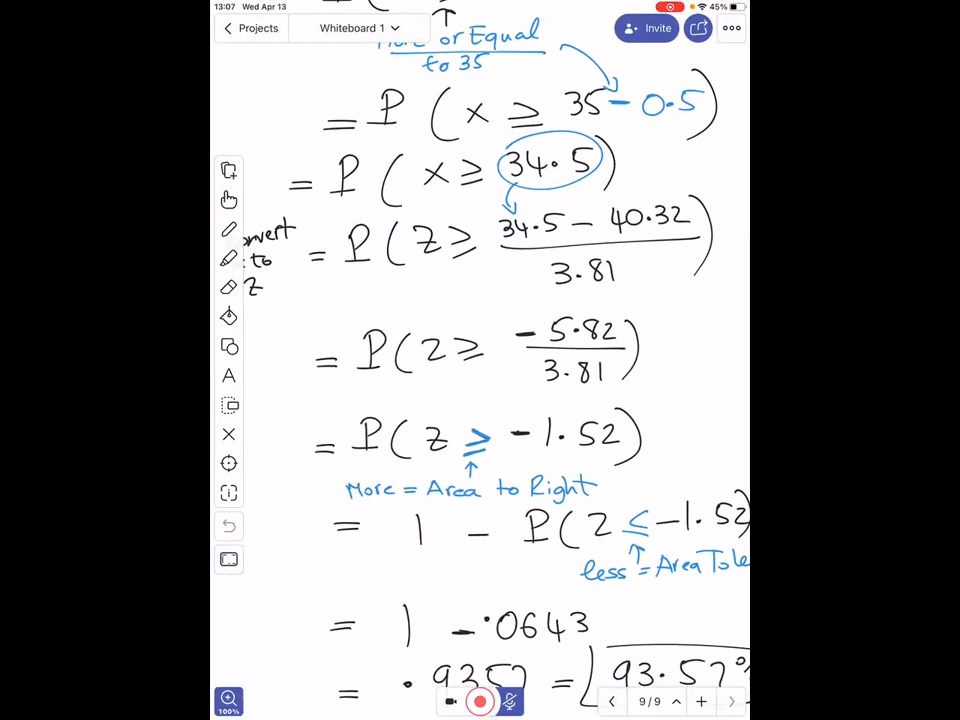 13:07 Wed Apr 13
45%
Projects
Whiteboard 1
Invite
or Equal
to 35
= P (x ≥ 35 - 0.5)
= P (x ≥ 34.5)
= P (Z ≥ 34.5 - 40.32 / 3.81)
to
Z
= P(Z ≥ -5.82 / 3.81)
= P(Z ≥ -1.52)
More = Area to Right
= 1 - P(Z ≤ -1.52)
less = Area To le
= 1 - .0643
= .9357 = 93.57%
100%
9/9